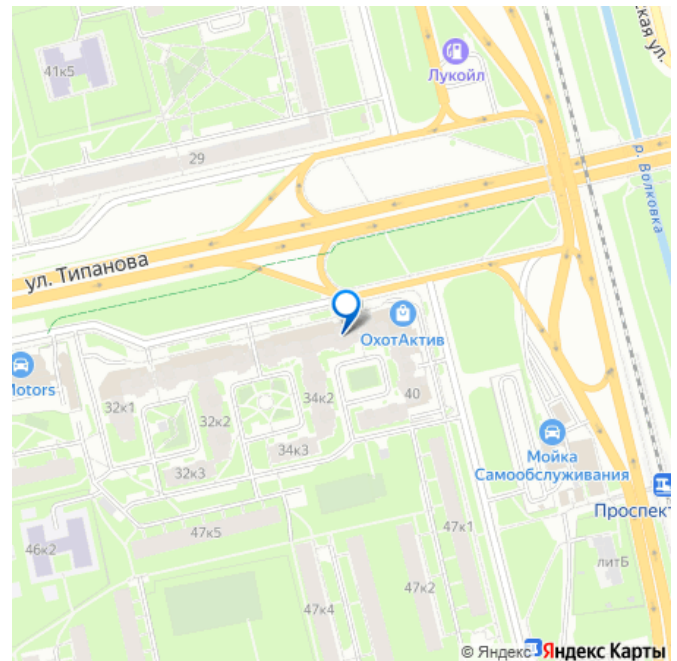 ская ул.
41к5
Лукойл
29
р. Волковка
ул. Типанова
ОхотАктив
Motors
32к1
34к2
40
32к2
34к3
Мойка
Самообслуживания
32к3
Проспект
47к5
47к1
46к2
литБ
47к2
47к4
© Яндекс Яндекс Карты